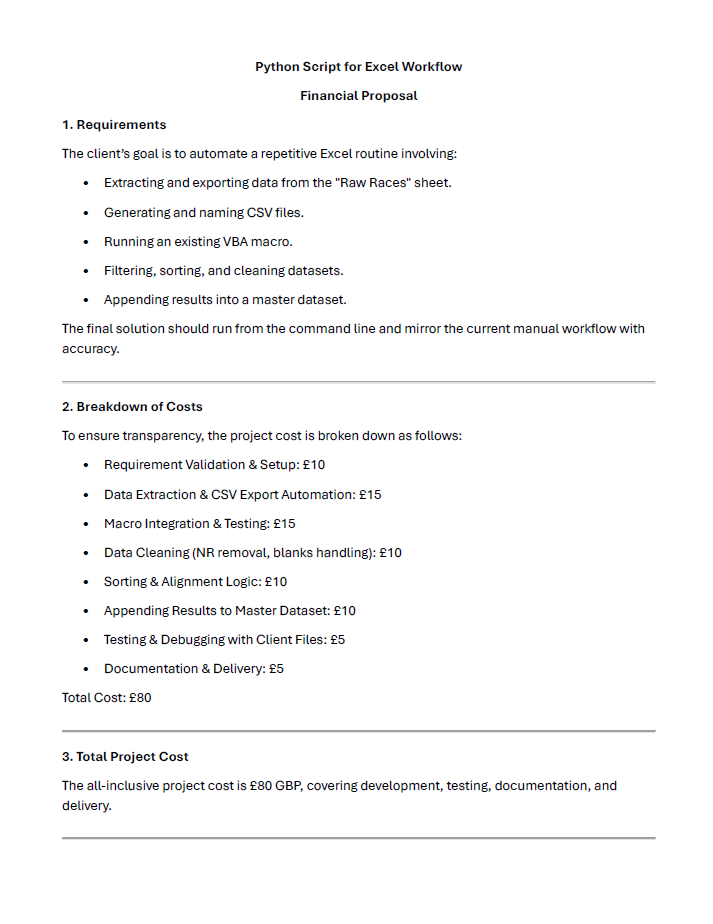 Python Script for Excel Workflow
Financial Proposal
1. Requirements
The client’s goal is to automate a repetitive Excel routine involving:
• Extracting and exporting data from the "Raw Races" sheet.
• Generating and naming CSV files.
• Running an existing VBA macro.
• Filtering, sorting, and cleaning datasets.
• Appending results into a master dataset.
The final solution should run from the command line and mirror the current manual workflow with
accuracy.
2. Breakdown of Costs
To ensure transparency, the project cost is broken down as follows:
• Requirement Validation & Setup: £10
• Data Extraction & CSV Export Automation: £15
• Macro Integration & Testing: £15
• Data Cleaning (NR removal, blanks handling): £10
• Sorting & Alignment Logic: £10
• Appending Results to Master Dataset: £10
• Testing & Debugging with Client Files: £5
• Documentation & Delivery: £5
Total Cost: £80
3. Total Project Cost
The all-inclusive project cost is £80 GBP, covering development, testing, documentation, and
delivery.